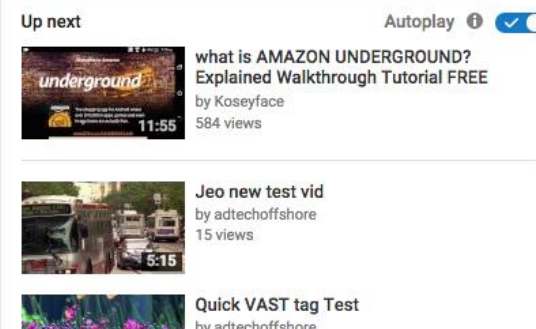 Up next
Autoplay
underground
11:55
what is AMAZON UNDERGROUND?
Explained Walkthrough Tutorial FREE
by Koseyface
584 views
5:15
Jeo new test vid
by adtechoffshore
15 views
Quick VAST tag Test
by adtechoffshore